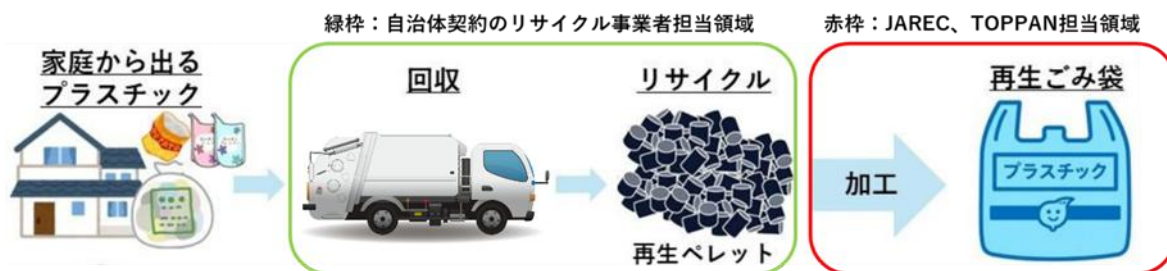 緑枠：自治体契約のリサイクル事業者担当領域
赤枠：JAREC、TOPPAN担当領域
家庭から出る
プラスチック
回収
リサイクル
再生ペレット
加工
再生ごみ袋
プラスチック